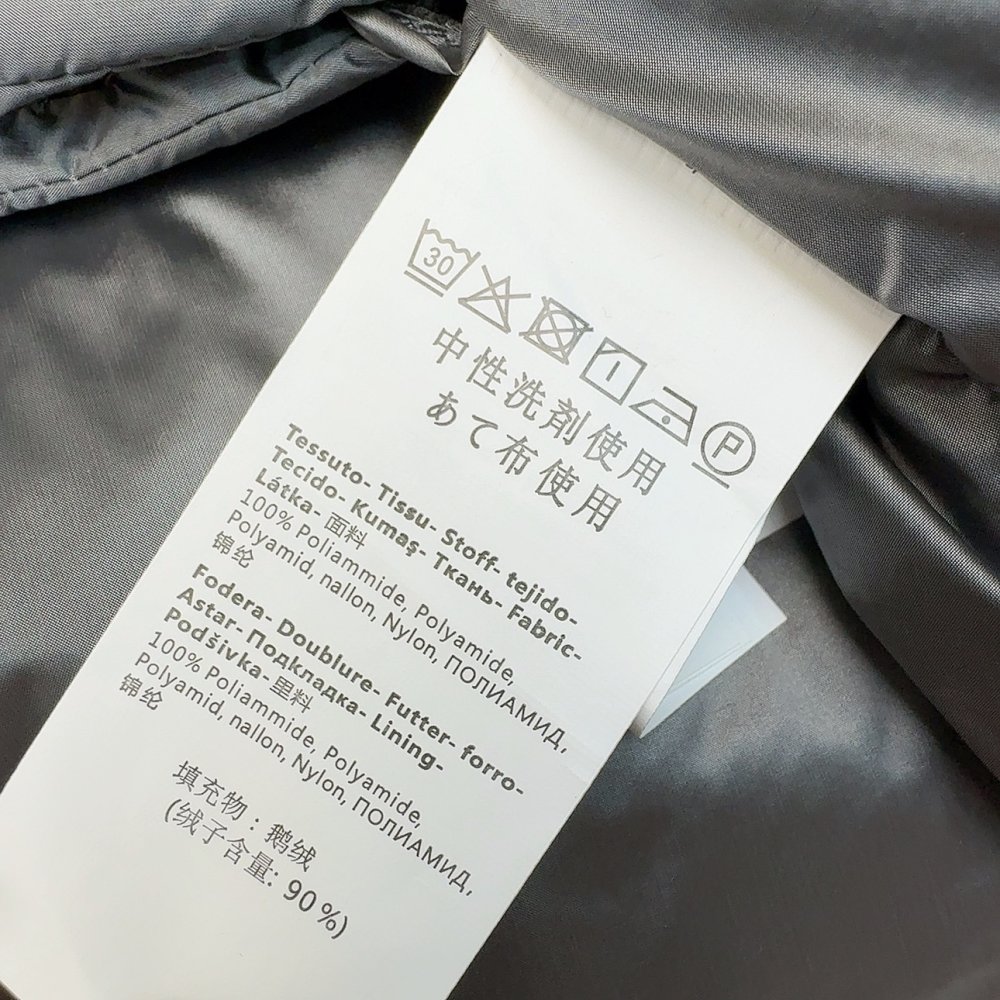 30
P
中性洗剤使用
あて布使用
Tessuto- Tissu- Stoff- tejido-
Tecido- Kumaş- Ткань- Fabric-
Látka- 面料
100% Poliammide, Polyamide,
Polyamid, nallon, Nylon, ПОЛИАМИД,
锦纶
Fodera- Doublure- Futter- forro-
Astar- Подкладка- Lining-
Podšívka- 里料
100% Poliammide, Polyamide,
Polyamid, nallon, Nylon, ПОЛИАМИД,
锦纶
填充物：鹅绒
(绒子含量: 90%)